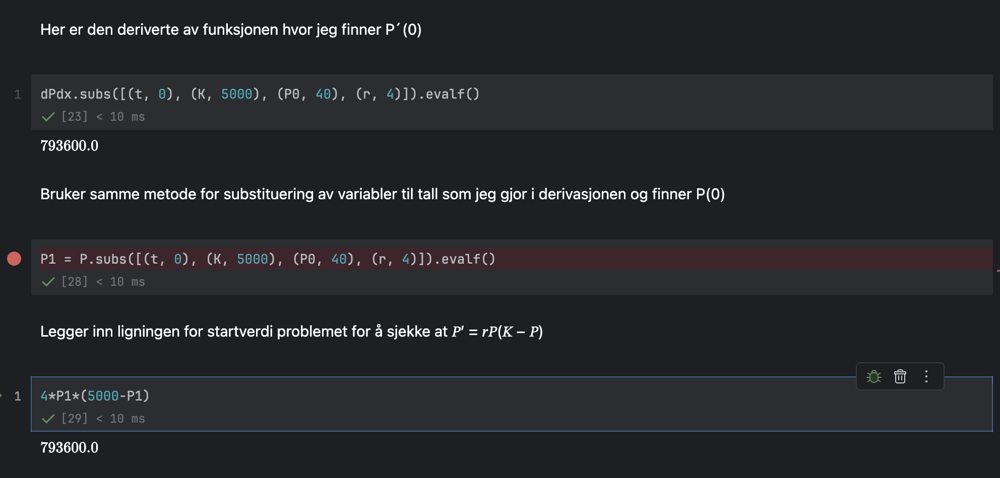 Her er den deriverte av funksjonen hvor jeg finner P´(0)
1 dPdx.subs([(t, 0), (K, 5000), (P0, 40), (r, 4)]).evalf()
[23] < 10 ms
793600.0
Bruker samme metode for substituering av variabler til tall som jeg gjor i derivasjonen og finner P(0)
P1 = P.subs([(t, 0), (K, 5000), (P0, 40), (r, 4)]).evalf()
[28] < 10 ms
Legger inn ligningen for startverdi problemet for å sjekke at P′ = rP(K – P)
1 4*P1*(5000-P1)
[29] < 10 ms
793600.0